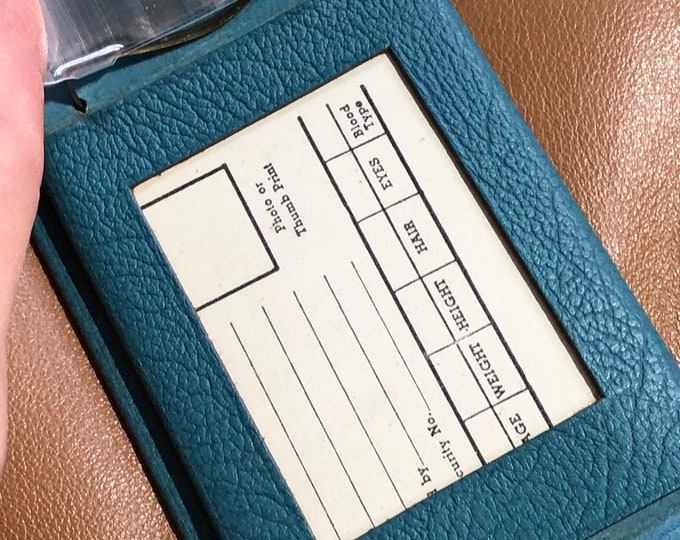 Photo or
Thumb Print
by
curity No.
AGE WEIGHT HEIGHT HAIR EYES Blood
Type